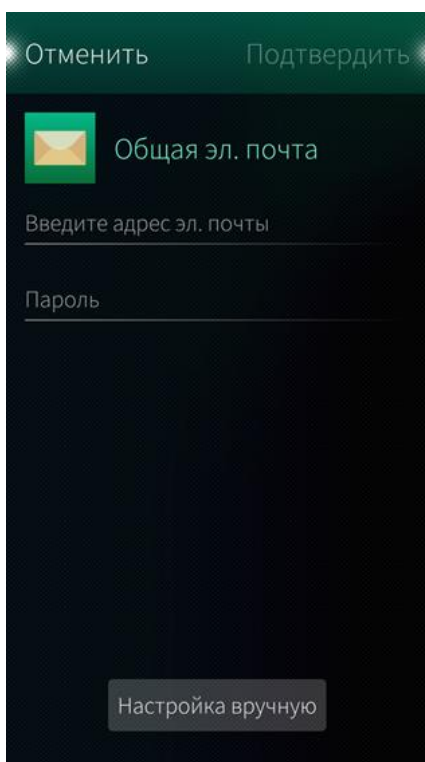 Отменить Подтвердить
Общая эл. почта
Введите адрес эл. почты
Пароль
Настройка вручную